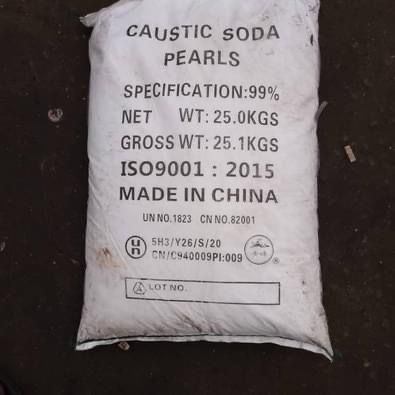 CAUSTIC SODA
PEARLS
SPECIFICATION:99%
NET WT:25.0KGS
GROSS WT:25.1KGS
ISO9001:2015
MADE IN CHINA
UN NO.1823 CN NO.82001
un 5H3/Y26/S/20
CN/C940009PI:009 ®
LOT NO.